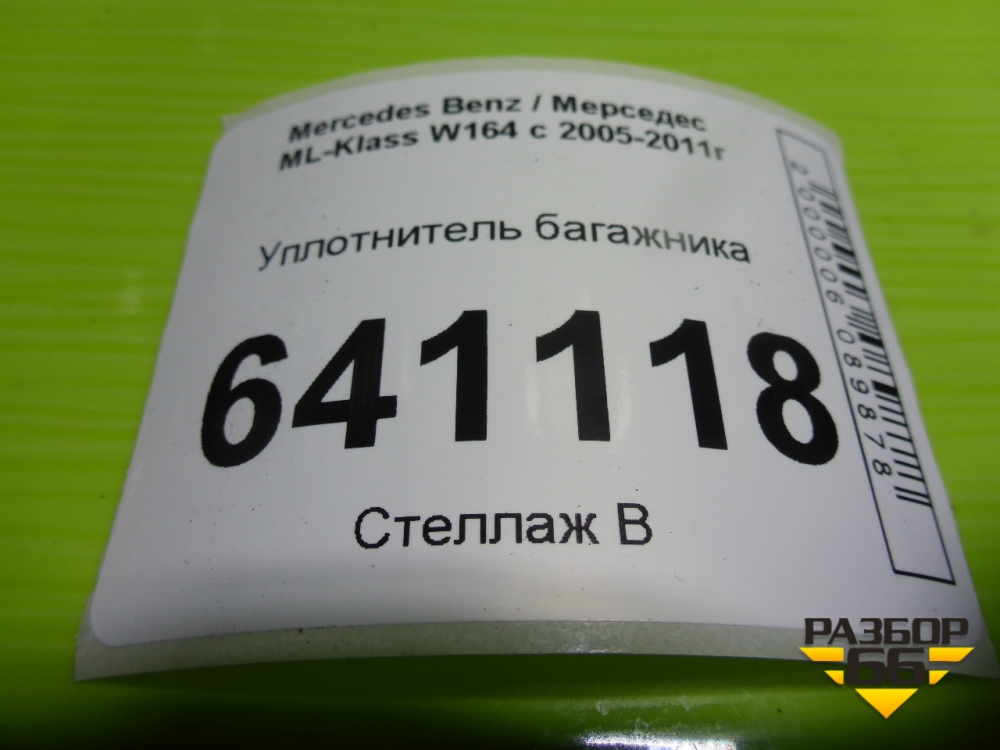 Mercedes Benz / Мерседес
ML-Klass W164 с 2005-2011г
Уплотнитель багажника
641118
Стеллаж В
2000006089878
РАЗБОР
66